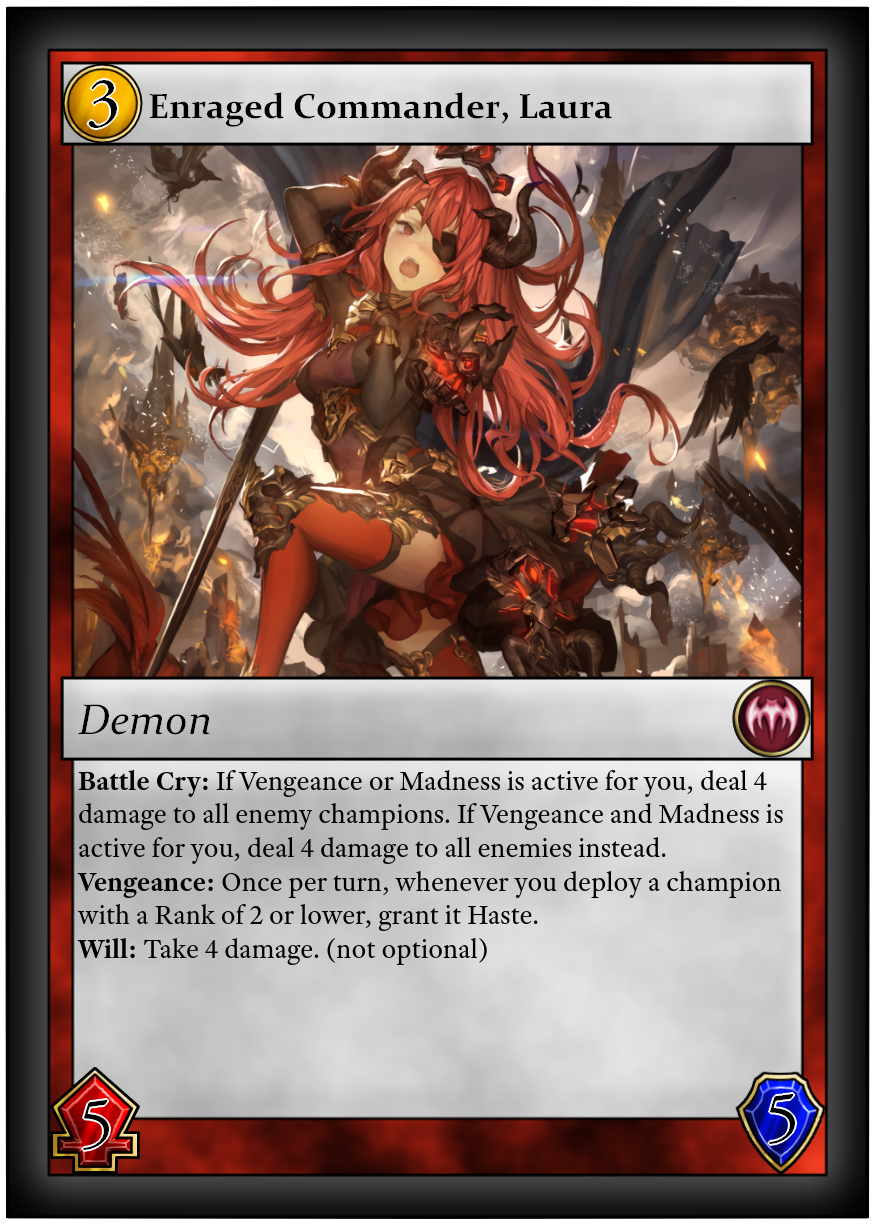 3
Enraged Commander, Laura
Demon
Battle Cry: If Vengeance or Madness is active for you, deal 4
damage to all enemy champions. If Vengeance and Madness is
active for you, deal 4 damage to all enemies instead.
Vengeance: Once per turn, whenever you deploy a champion
with a Rank of 2 or lower, grant it Haste.
Will: Take 4 damage. (not optional)
5
5